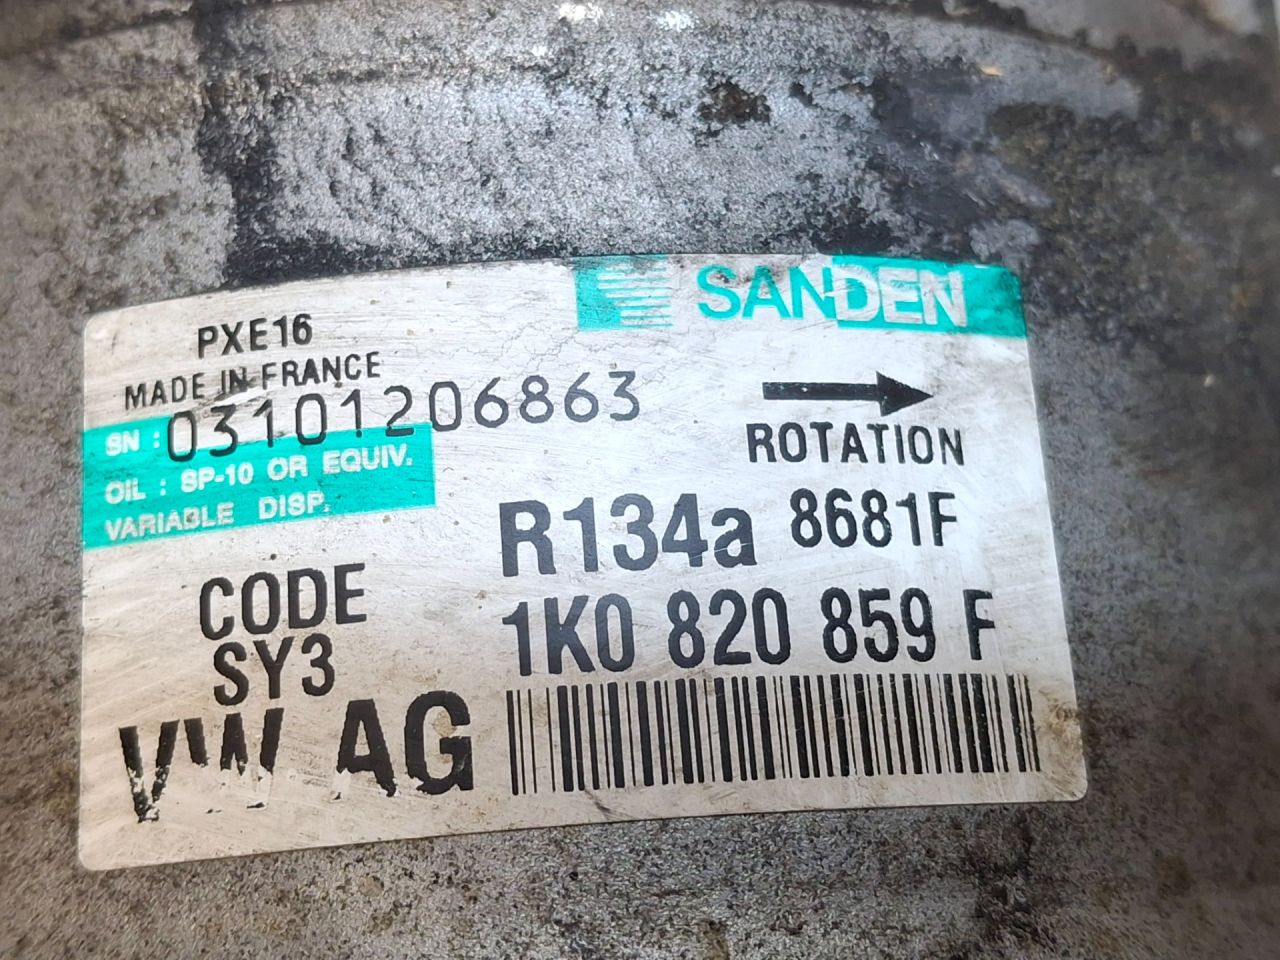 SANDEN
PXE16
MADE IN FRANCE
SN : 03101206863
OIL : SP-10 OR EQUIV.
VARIABLE DISP.
ROTATION
R134a 8681F
CODE
SY3
1K0 820 859 F
VW AG